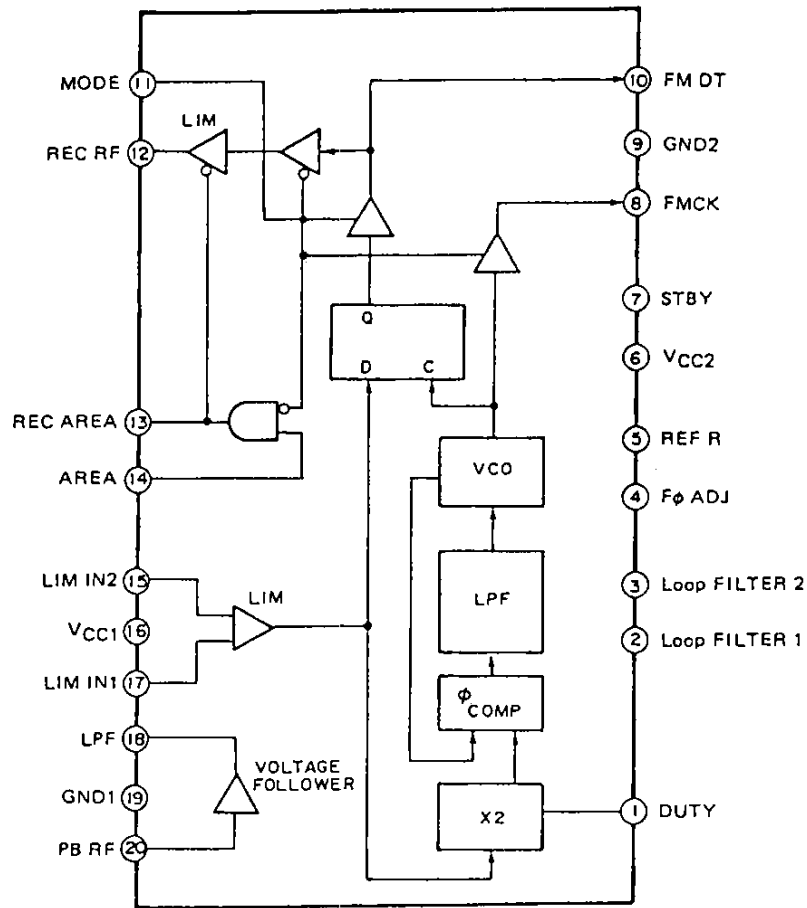 MODE 11
LIM
REC RF 12
10 FM DT
9 GND2
8 FMCK
7 STBY
6 VCC2
5 REF R
4 Fφ ADJ
3 Loop FILTER 2
2 Loop FILTER 1
1 DUTY
Q
D C
REC AREA 13
AREA 14
VCO
LPF
φ COMP
X2
LIM IN2 15
LIM
VCC1 16
LIM IN1 17
LPF 18
VOLTAGE
FOLLOWER
GND1 19
PB RF 20